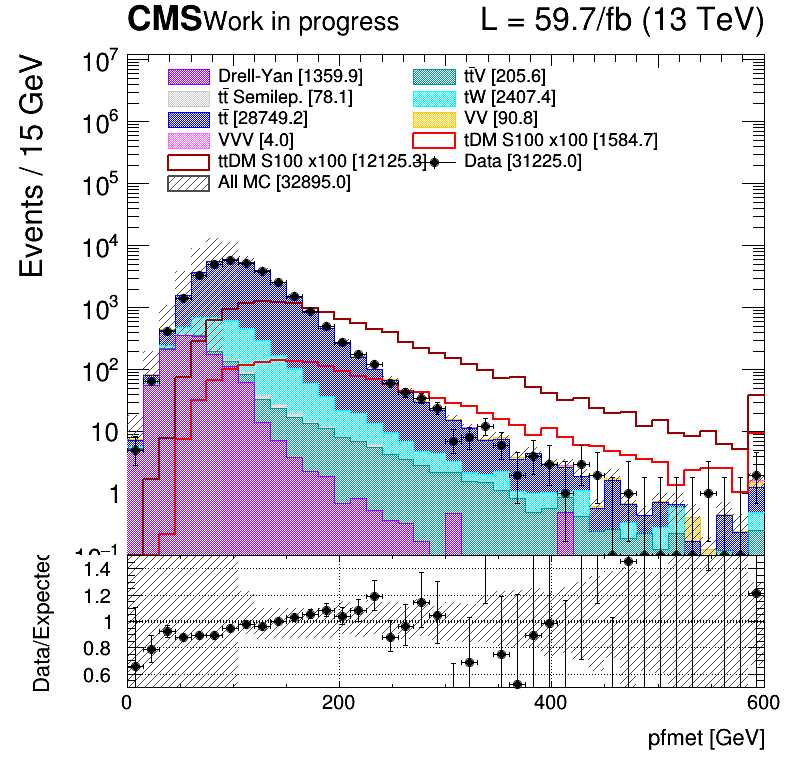 CMS Work in progress L = 59.7/fb (13 TeV)
Events / 15 GeV
10⁷
10⁶
10⁵
10⁴
10³
10²
10
1
10⁻¹
Drell-Yan [1359.9] tt̄V [205.6]
tt̄ Semilep. [78.1] tW [2407.4]
tt̄ [28749.2] VV [90.8]
VVV [4.0] tDM S100 x100 [1584.7]
ttDM S100 x100 [12125.3] Data [31225.0]
All MC [32895.0]
Data/Expected
1.4
1.2
1
0.8
0.6
0 200 400 600
pfmet [GeV]